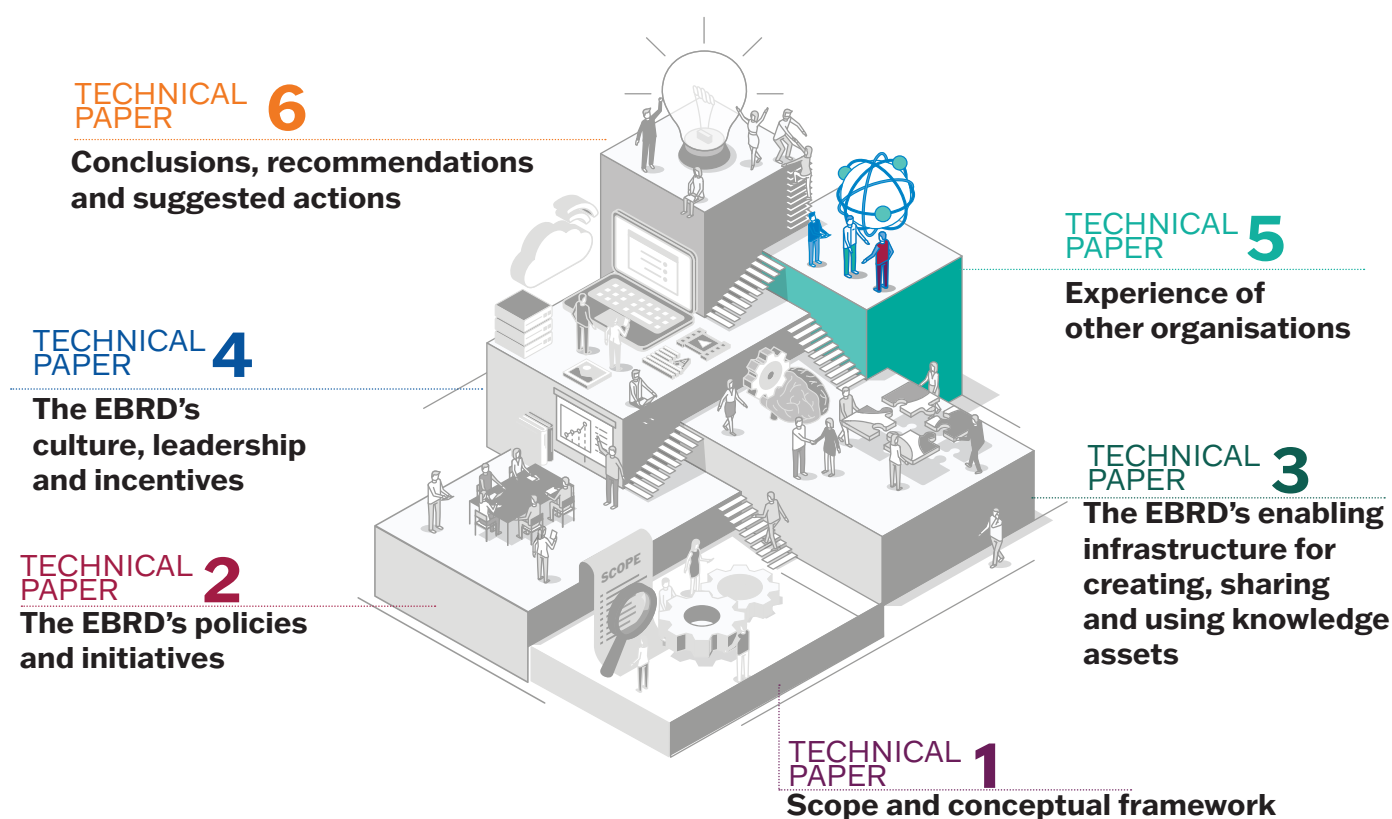 TECHNICAL
PAPER 6
Conclusions, recommendations
and suggested actions
TECHNICAL
PAPER 5
Experience of
other organisations
TECHNICAL
PAPER 4
The EBRD's
culture, leadership
and incentives
TECHNICAL
PAPER 3
The EBRD's enabling
infrastructure for
creating, sharing
and using knowledge
assets
TECHNICAL
PAPER 2
The EBRD's policies
and initiatives
SCOPE
TECHNICAL
PAPER 1
Scope and conceptual framework